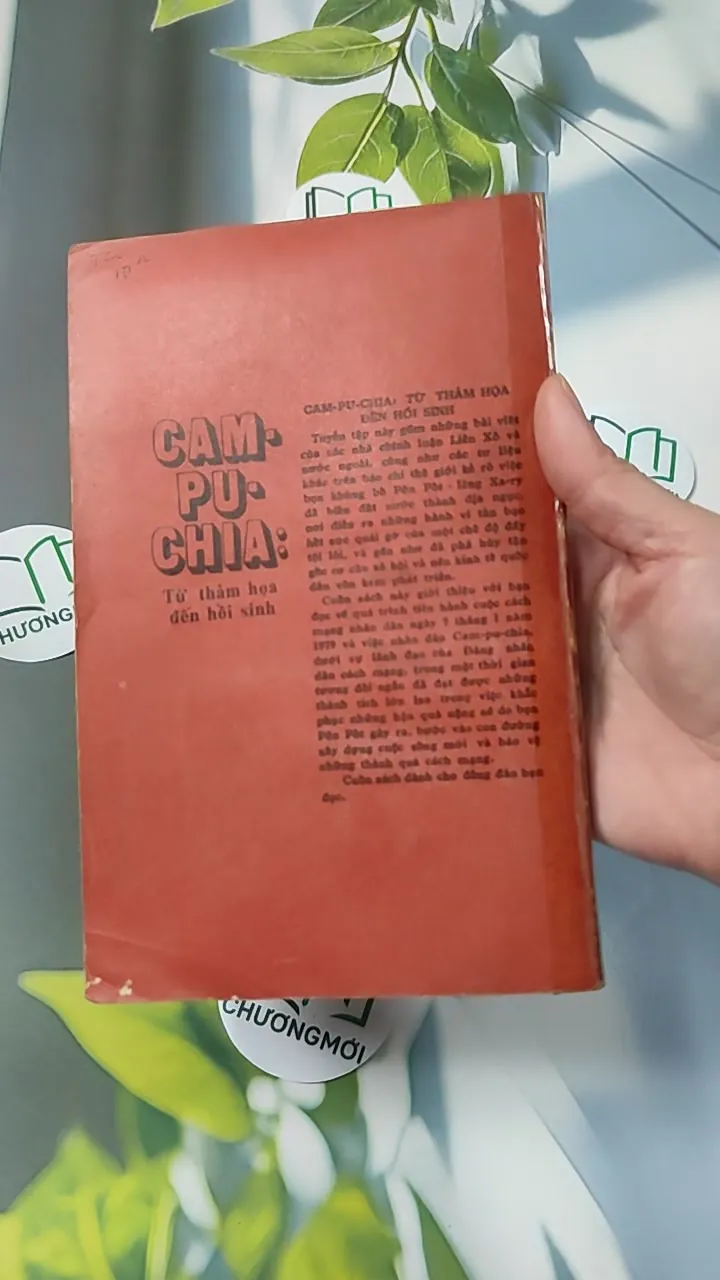 CAM-
PU-
CHIA:
Từ thảm họa
đến hồi sinh
CAM-PU-CHIA: TỪ THẢM HỌA
ĐẾN HỒI SINH
Tuyển tập này gồm những bài viết
của các nhà chính luận Liên Xô và
nước ngoài, cũng như các tư liệu
khác trên báo chí thế giới kể rõ việc
bọn khủng bố Pôn Pốt - Iêng Xa-ry
đã biến đất nước thành địa ngục,
nơi diễn ra những hành vi tàn bạo
hết sức quái gở của một chế độ đầy
tội lỗi, và gần như đã phá hủy tận
gốc cơ cấu xã hội và nền kinh tế quốc
dân vốn kém phát triển.
Cuốn sách này giới thiệu với bạn
đọc về quá trình tiến hành cuộc cách
mạng nhân dân ngày 7 tháng 1 năm
1979 và việc nhân dân Cam-pu-chia,
dưới sự lãnh đạo của Đảng nhân
dân cách mạng, trong một thời gian
tương đối ngắn đã đạt được những
thành tích lớn lao trong việc khắc
phục những hậu quả nặng nề do bọn
Pôn Pốt gây ra, bước vào con đường
xây dựng cuộc sống mới và bảo vệ
những thành quả cách mạng.
Cuốn sách dành cho đông đảo bạn
đọc.
HƯƠNG
CHƯƠNGMỚI